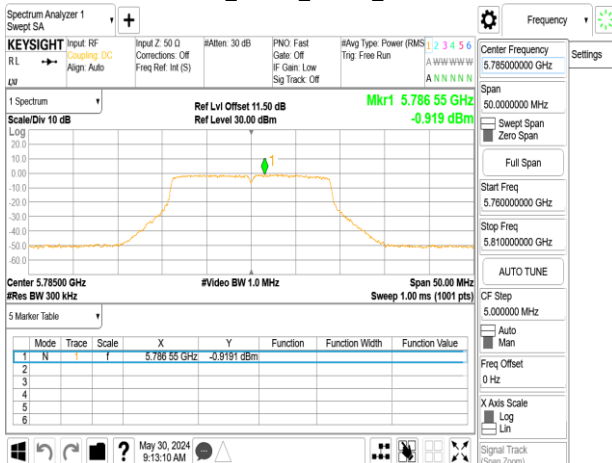 Spectrum Analyzer 1
Swept SA
Frequency
Settings
KEYSIGHT
RL
LXI
Input: RF
Coupling: DC
Align: Auto
Input Z: 50 Ω
Corrections: Off
Freq Ref: Int (S)
#Atten: 30 dB
PNO: Fast
Gate: Off
IF Gain: Low
Sig Track: Off
#Avg Type: Power (RMS
Trig: Free Run
1 2 3 4 5 6
A W W W W W
A N N N N N
1 Spectrum
Scale/Div 10 dB
Ref Lvl Offset 11.50 dB
Ref Level 30.00 dBm
Mkr1 5.786 55 GHz
-0.919 dBm
Log
20.0
10.0
0.00
-10.0
-20.0
-30.0
-40.0
-50.0
-60.0
1
Center 5.78500 GHz
#Video BW 1.0 MHz
Span 50.00 MHz
#Res BW 300 kHz
Sweep 1.00 ms (1001 pts)
5 Marker Table
Mode Trace Scale X Y Function Function Width Function Value
1 N 1 f 5.786 55 GHz -0.9191 dBm
2
3
4
5
6
May 30, 2024
9:13:10 AM
?
Center Frequency
5.785000000 GHz
Span
50.0000000 MHz
Swept Span
Zero Span
Full Span
Start Freq
5.760000000 GHz
Stop Freq
5.810000000 GHz
AUTO TUNE
CF Step
5.000000 MHz
Auto
Man
Freq Offset
0 Hz
X Axis Scale
Log
Lin
Signal Track
(Span Zoom)